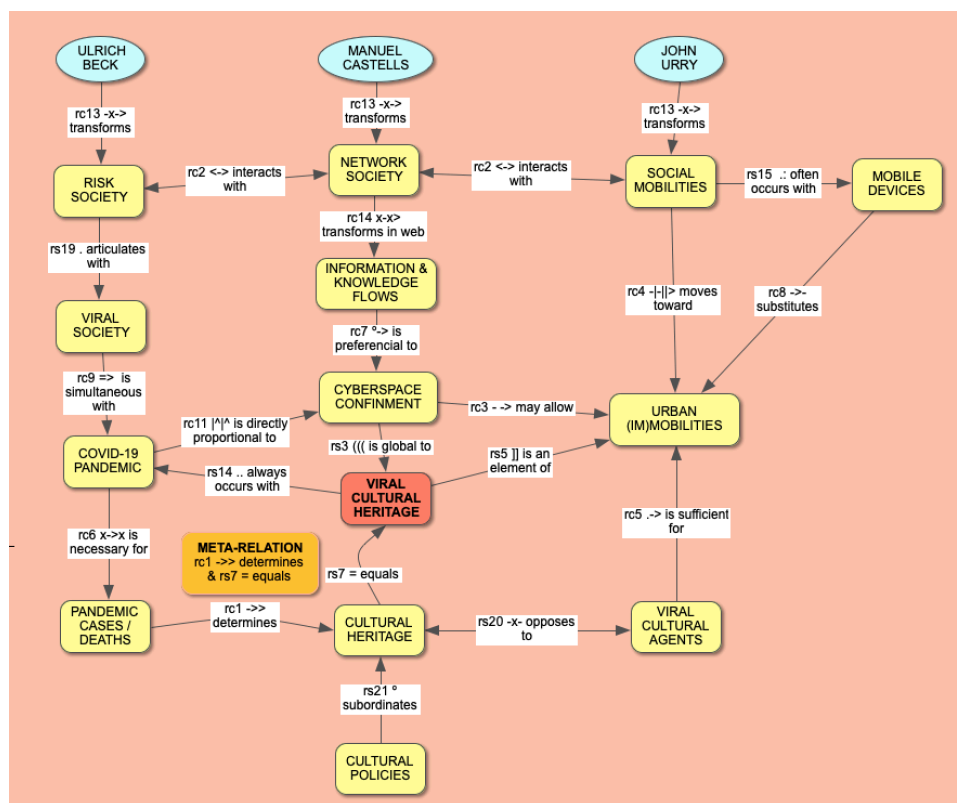 ULRICH
BECK
MANUEL
CASTELLS
JOHN
URRY
rc13 -x->
transforms
rc13 -x->
transforms
rc13 -x->
transforms
RISK
SOCIETY
rc2 <-> interacts
with
NETWORK
SOCIETY
rc2 <-> interacts
with
SOCIAL
MOBILITIES
rs15 .: often
occurs with
MOBILE
DEVICES
rs19 . articulates
with
rc14 x-x>
transforms in web
INFORMATION &
KNOWLEDGE
FLOWS
rc4 -|-||> moves
toward
rc8 ->-
substitutes
VIRAL
SOCIETY
rc7 º-> is
preferencial to
rc9 => is
simultaneous
with
CYBERSPACE
CONFINMENT
rc3 - -> may allow
URBAN
(IM)MOBILITIES
rc11 |^|^ is directly
proportional to
COVID-19
PANDEMIC
rs3 ((( is global to
rs5 ]] is an
element of
rs14 .. always
occurs with
VIRAL
CULTURAL
HERITAGE
rc5 .-> is sufficient
for
rc6 x->x is
necessary for
META-RELATION
rc1 ->> determines
& rs7 = equals
rs7 = equals
PANDEMIC
CASES /
DEATHS
rc1 ->>
determines
CULTURAL
HERITAGE
rs20 -x- opposes
to
VIRAL
CULTURAL
AGENTS
rs21 º
subordinates
CULTURAL
POLICIES